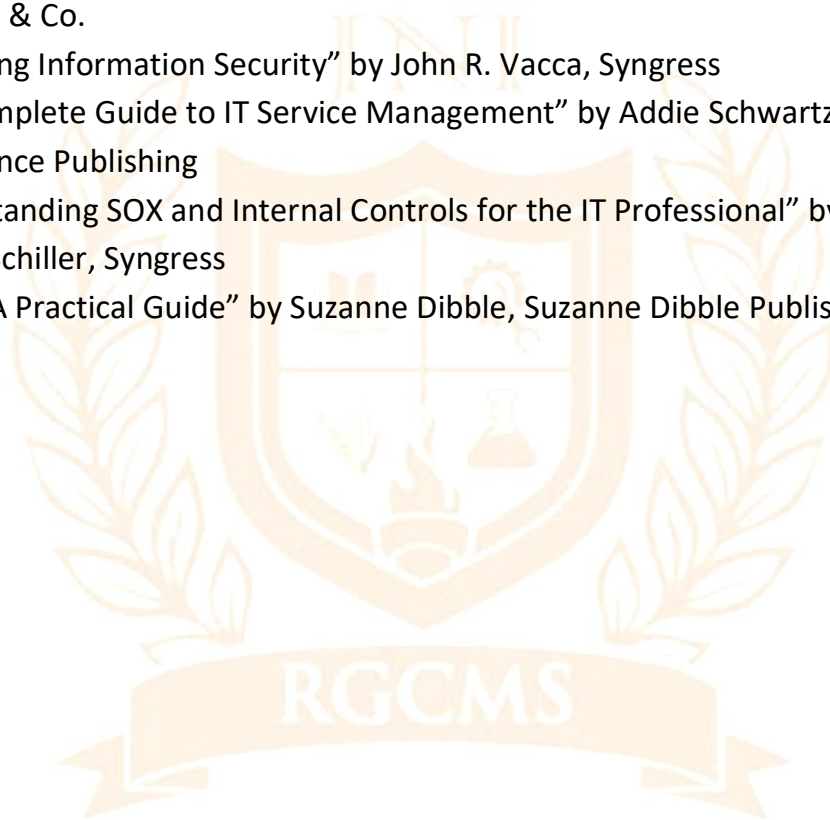 & Co.
ng Information Security” by John R. Vacca, Syngress
mplete Guide to IT Service Management” by Addie Schwartz
nce Publishing
tanding SOX and Internal Controls for the IT Professional” by
chiller, Syngress
A Practical Guide” by Suzanne Dibble, Suzanne Dibble Publis
RGCMS